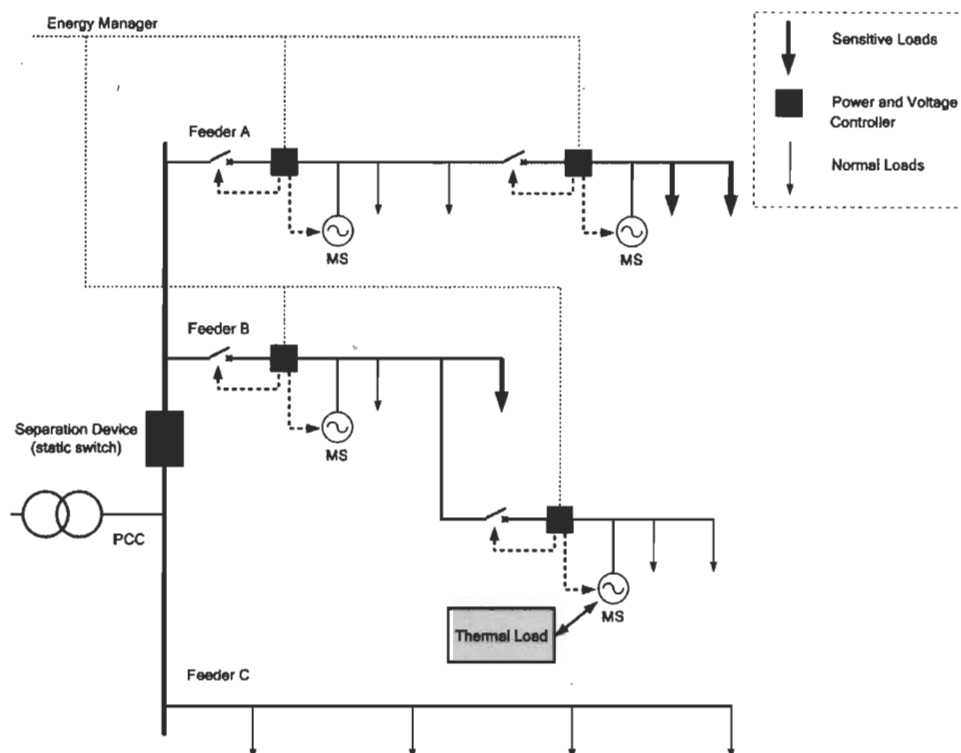 Energy Manager
Sensitive Loads
Power and Voltage
Controller
Normal Loads
Feeder A
MS
MS
Feeder B
MS
Separation Device
(static switch)
PCC
MS
Thermal Load
Feeder C